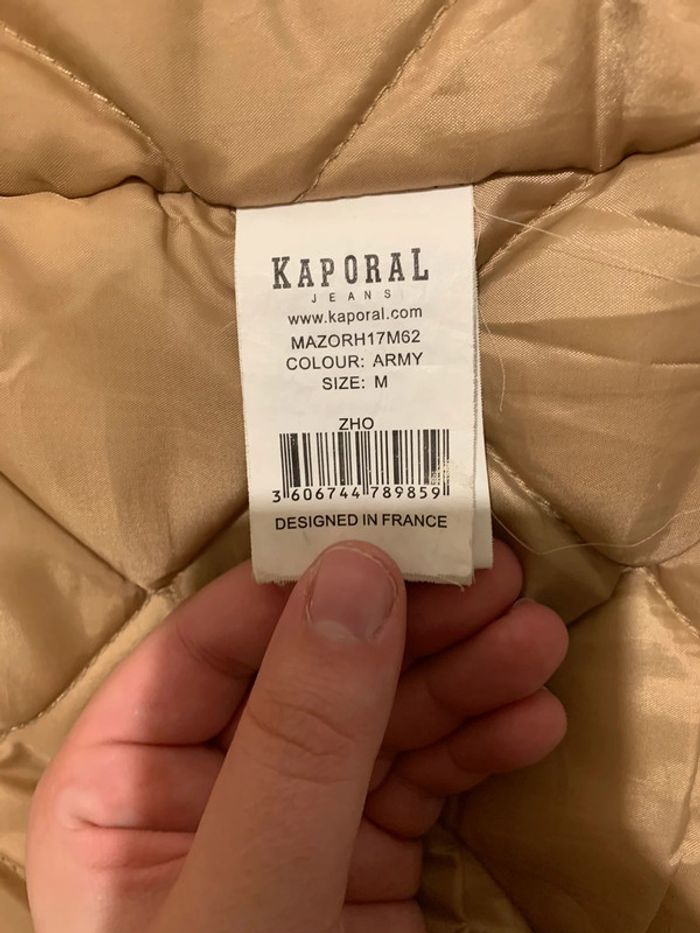 KAPORAL
JEANS
www.kaporal.com
MAZORH17M62
COLOUR: ARMY
SIZE: M
ZHO
3 606744 789859
DESIGNED IN FRANCE